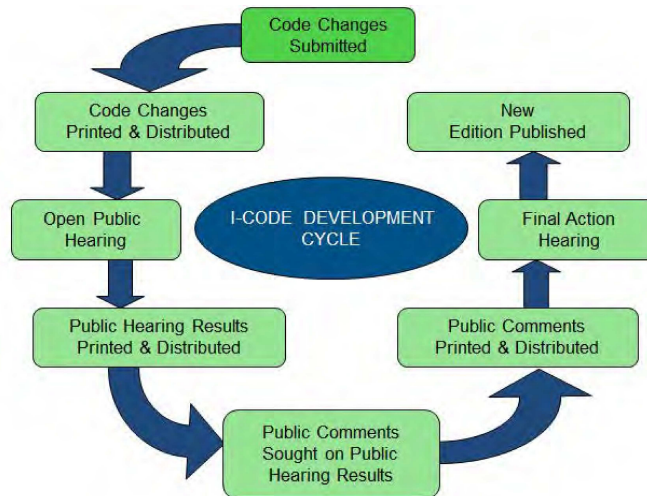 Code Changes
Submitted
Code Changes
Printed & Distributed
Open Public
Hearing
Public Hearing Results
Printed & Distributed
Public Comments
Sought on Public
Hearing Results
Public Comments
Printed & Distributed
Final Action
Hearing
New
Edition Published
I-CODE DEVELOPMENT
CYCLE